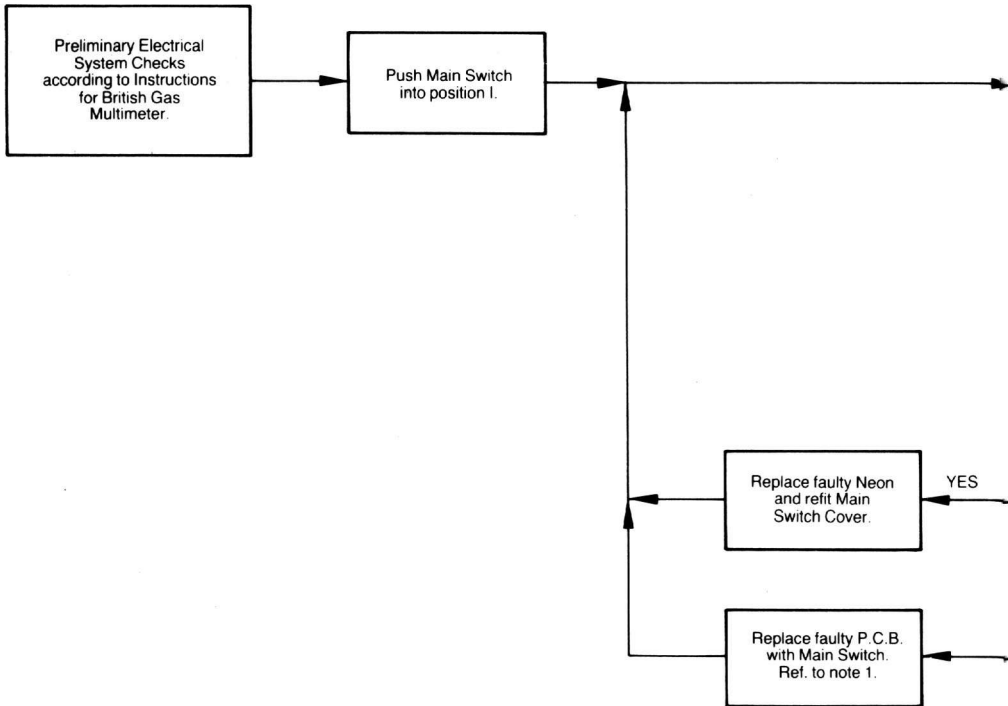 Preliminary Electrical
System Checks
according to Instructions
for British Gas
Multimeter.
Push Main Switch
into position I.
Replace faulty Neon
and refit Main
Switch Cover.
YES
Replace faulty P.C.B.
with Main Switch.
Ref. to note 1.